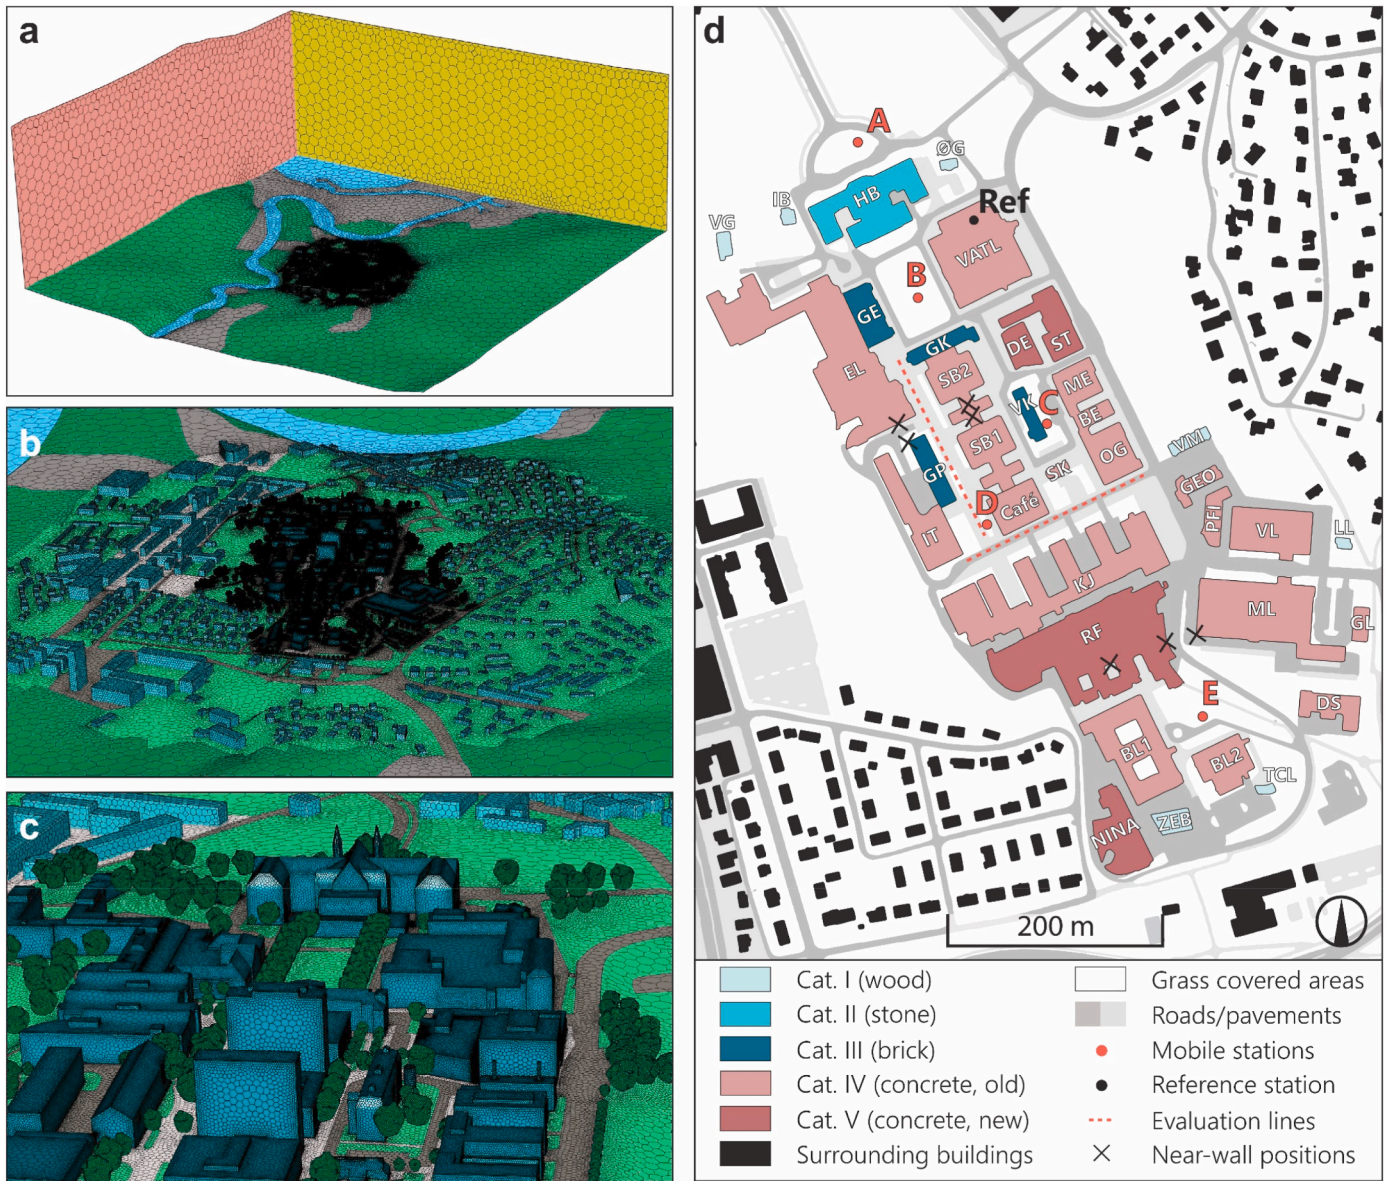 a
b
c
d
A
ØG
IB
HB
Ref
VG
VATL
B
GE
GK
DE
ST
EL
SB2
ME
VK
C
BE
SB1
OG
VM
GP
SK
GEO
D
Café
PFI
VL
LL
IT
KJ
ML
GL
RF
E
DS
BL1
BL2
TCL
NINA
ZEB
200 m
Cat. I (wood)
Cat. II (stone)
Cat. III (brick)
Cat. IV (concrete, old)
Cat. V (concrete, new)
Surrounding buildings
Grass covered areas
Roads/pavements
Mobile stations
Reference station
Evaluation lines
Near-wall positions